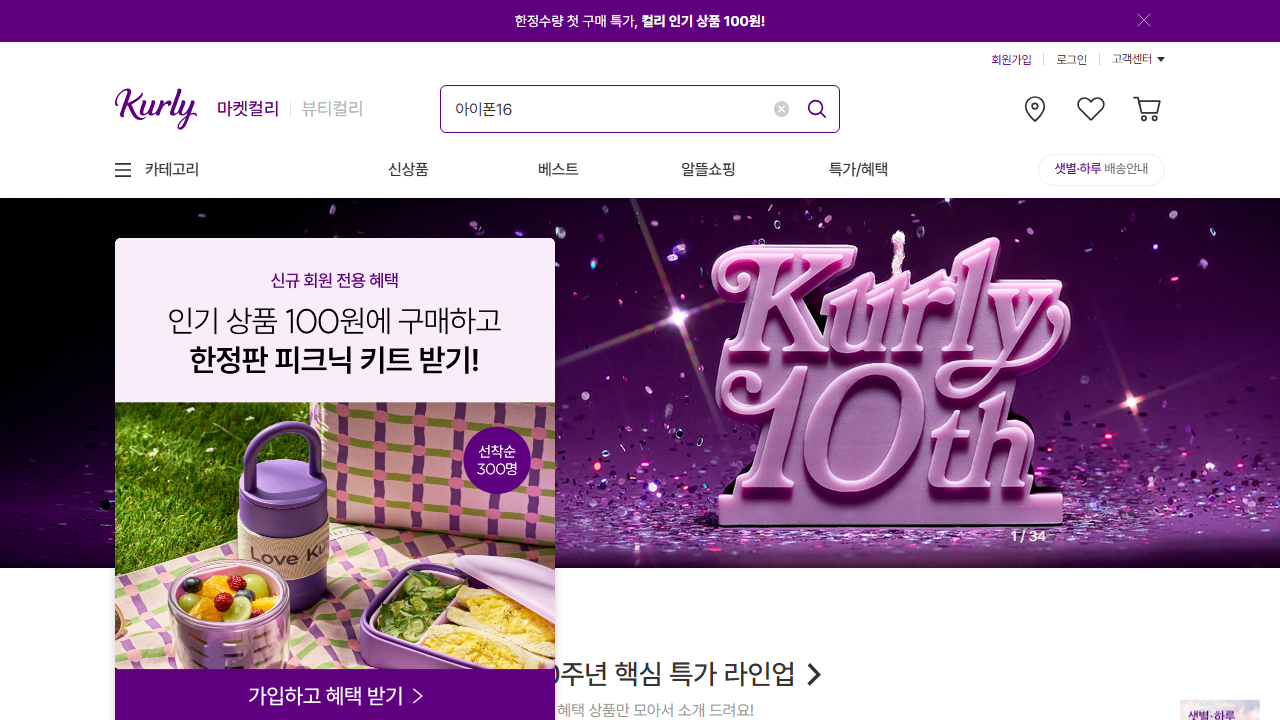 한정수량 첫 구매 특가, 컬리 인기 상품 100원!
회원가입
로그인
고객센터
Kurly
마켓컬리
뷰티컬리
아이폰16
카테고리
신상품
베스트
알뜰쇼핑
특가/혜택
샛별·하루 배송안내
신규 회원 전용 혜택
인기 상품 100원에 구매하고
한정판 피크닉 키트 받기!
선착순
300명
Love Ku
Kurly
10th
1 / 34
가입하고 혜택 받기
0주년 핵심 특가 라인업
혜택 상품만 모아서 소개 드려요!
샛별·하루